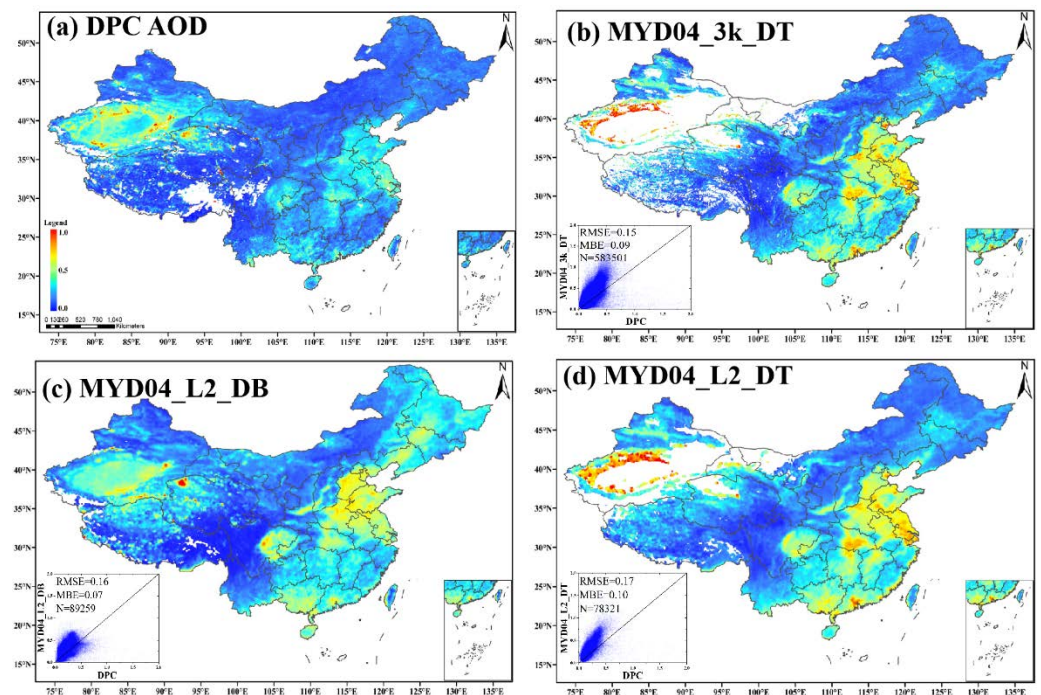 (a) DPC AOD
N
50°N
45°N
40°N
35°N
30°N
25°N
20°N
15°N
Legend
1.0
0.5
0.0
Kilometers
75°E 80°E 85°E 90°E 95°E 100°E 105°E 110°E 115°E 120°E 125°E 130°E 135°E
(b) MYD04_3k_DT
N
50°N
45°N
40°N
35°N
30°N
25°N
20°N
15°N
RMSE=0.15
MBE=0.09
N=583501
MYD04_3k_DT
DPC
75°E 80°E 85°E 90°E 95°E 100°E 105°E 110°E 115°E 120°E 125°E 130°E 135°E
(c) MYD04_L2_DB
N
50°N
45°N
40°N
35°N
30°N
25°N
20°N
15°N
RMSE=0.16
MBE=0.07
N=89259
MYD04_L2_DB
DPC
75°E 80°E 85°E 90°E 95°E 100°E 105°E 110°E 115°E 120°E 125°E 130°E 135°E
(d) MYD04_L2_DT
N
50°N
45°N
40°N
35°N
30°N
25°N
20°N
15°N
RMSE=0.17
MBE=0.10
N=78321
MYD04_L2_DT
DPC
75°E 80°E 85°E 90°E 95°E 100°E 105°E 110°E 115°E 120°E 125°E 130°E 135°E